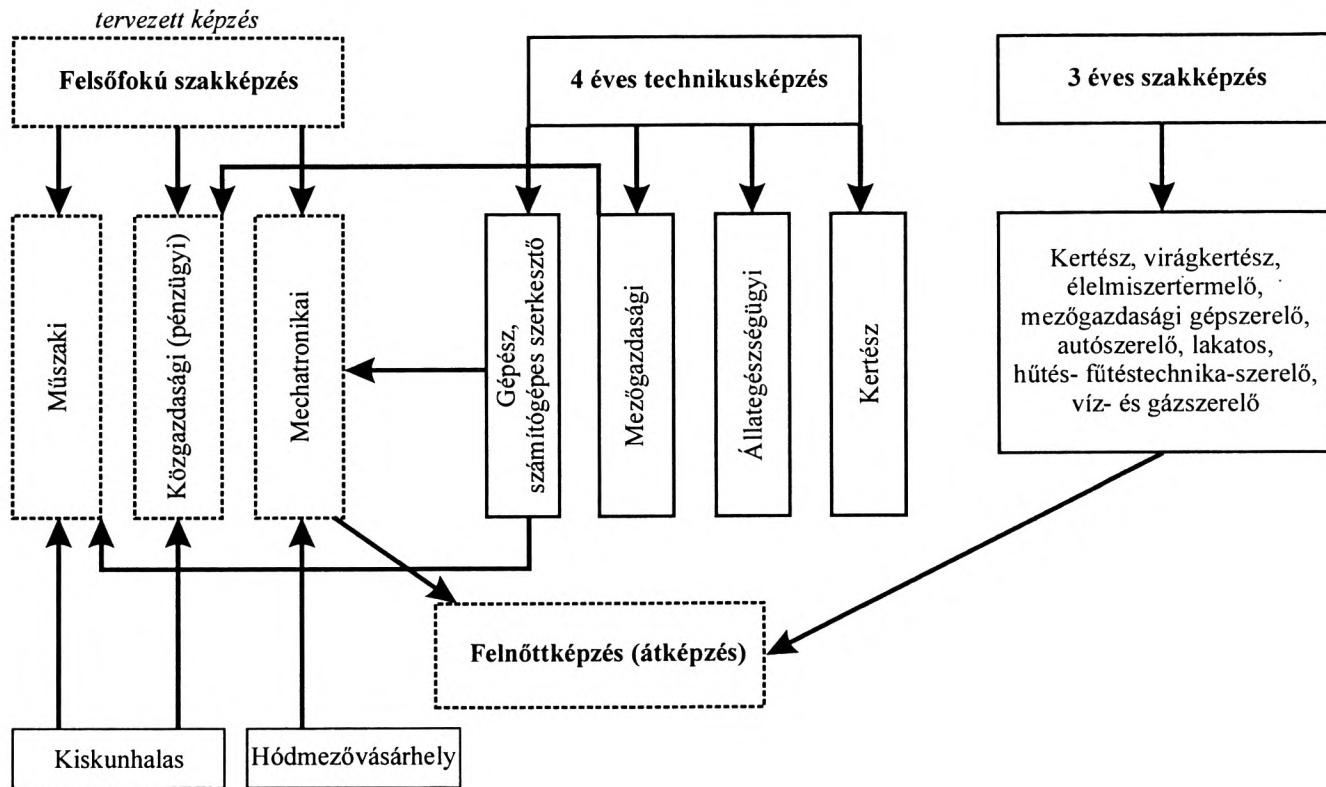 tervezett képzés
Felsőfokú szakképzés
4 éves technikusképzés
3 éves szakképzés
Műszaki
Közgazdasági (pénzügyi)
Mechatronikai
Gépész,
számítógépes szerkesztő
Mezőgazdasági
Állategészségügyi
Kertész
Kertész, virágkertész,
élelmiszertermelő,
mezőgazdasági gépszerelő,
autószerelő, lakatos,
hűtés- fűtéstechnika-szerelő,
víz- és gázszerelő
Felnőttképzés (átképzés)
Kiskunhalas
Hódmezővásárhely